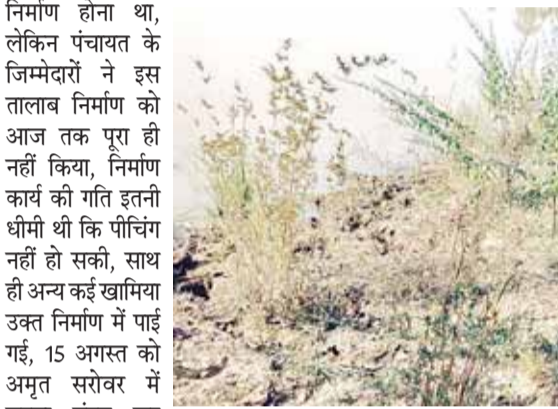 निर्माण होना था,
लेकिन पंचायत के
जिम्मेदारों ने इस
तालाब निर्माण को
आज तक पूरा ही
नहीं किया, निर्माण
कार्य की गति इतनी
धीमी थी कि पीचिंग
नहीं हो सकी, साथ
ही अन्य कई खामिया
उक्त निर्माण में पाई
गई, 15 अगस्त को
अमृत सरोवर में